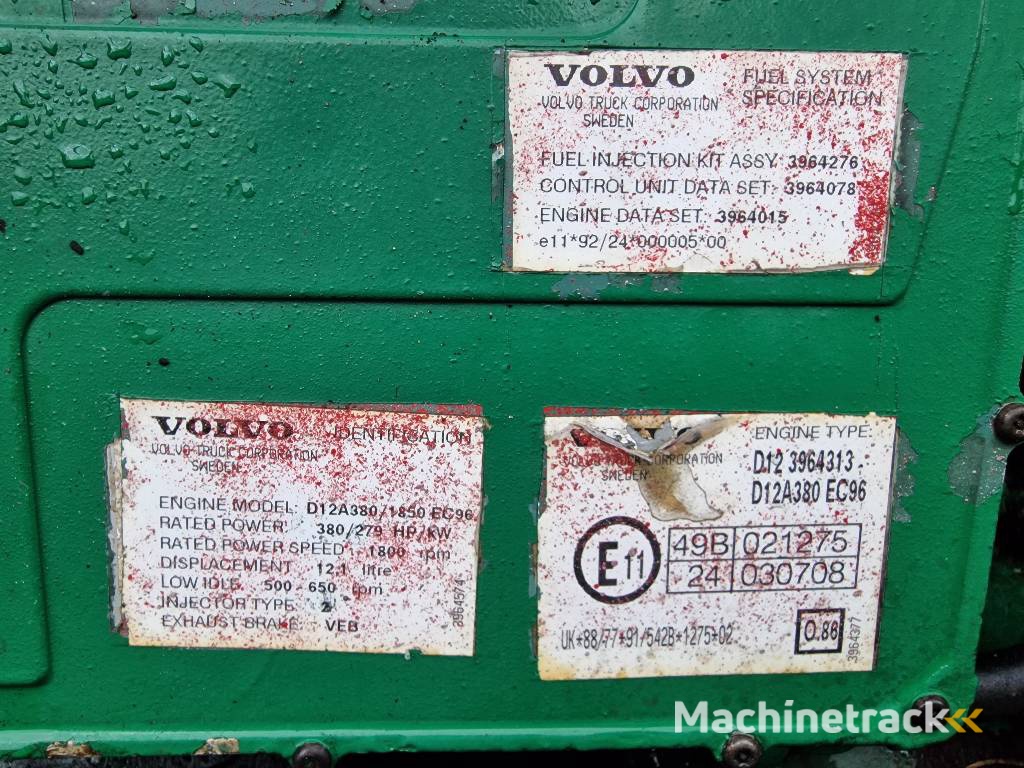 VOLVO FUEL SYSTEM
VOLVO TRUCK CORPORATION SPECIFICATION
SWEDEN
FUEL INJECTION KIT ASSY: 3964276
CONTROL UNIT DATA SET: 3964078
ENGINE DATA SET: 3964015
e11*92/24*000005*00
VOLVO IDENTIFICATION
VOLVO TRUCK CORPORATION
SWEDEN
ENGINE MODEL: D12A380/1850 EC96
RATED POWER: 380/279 HP/KW
RATED POWER SPEED: 1800 rpm
DISPLACEMENT: 12.1 litre
LOW IDLE: 500 - 650 rpm
INJECTOR TYPE: 2
EXHAUST BRAKE: VEB
ENGINE TYPE:
VOLVO CORPORATION
SWEDEN
D12 3964313
D12A380 EC96
E11
49B 021275
24 030708
UK*88/77*91/542B*1275*02
0.86
3964377
Machinetrack